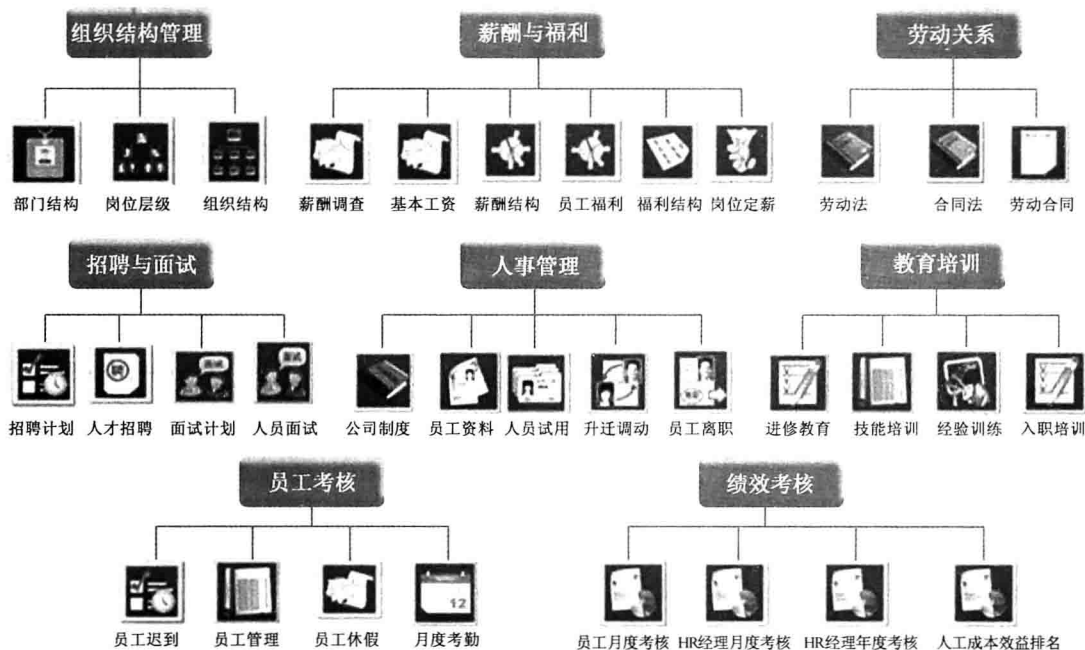 组织结构管理
薪酬与福利
劳动关系
部门结构 岗位层级 组织结构
薪酬调查 基本工资 薪酬结构 员工福利 福利结构 岗位定薪
劳动法 合同法 劳动合同
招聘与面试
人事管理
教育培训
招聘计划 人才招聘 面试计划 人员面试
公司制度 员工资料 人员试用 升迁调动 员工离职
进修教育 技能培训 经验训练 入职培训
员工考核
绩效考核
员工迟到 员工管理 员工休假 月度考勤
12
员工月度考核 HR经理月度考核 HR经理年度考核 人工成本效益排名